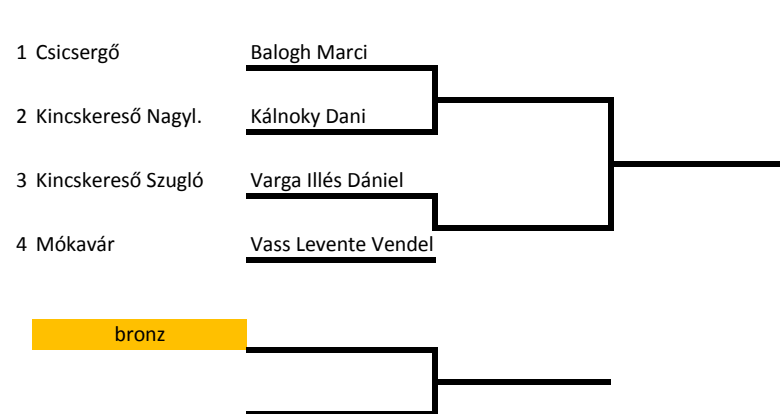 1 Csicsergő Balogh Marci
2 Kincskereső Nagyl. Kálnoky Dani
3 Kincskereső Szugló Varga Illés Dániel
4 Mókavár Vass Levente Vendel
bronz